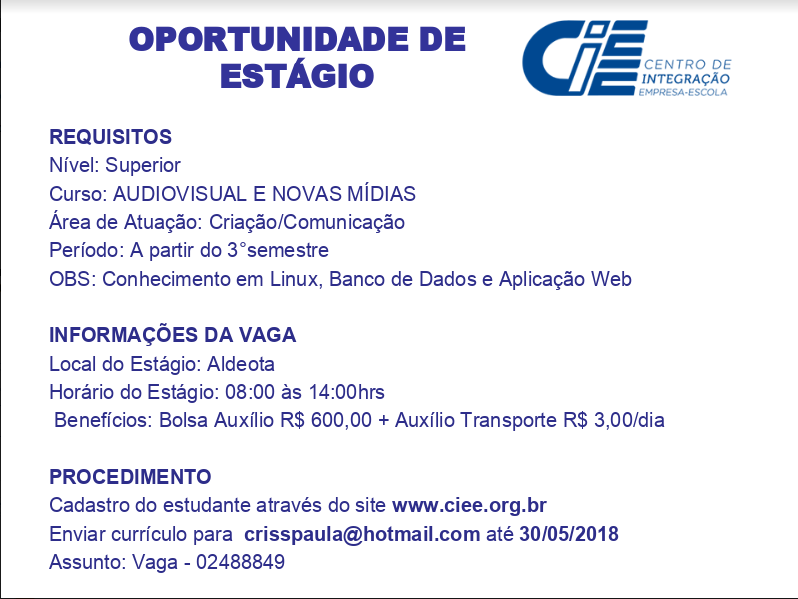 OPORTUNIDADE DE
ESTÁGIO
CIEE
CENTRO DE
INTEGRAÇÃO
EMPRESA-ESCOLA
REQUISITOS
Nível: Superior
Curso: AUDIOVISUAL E NOVAS MÍDIAS
Área de Atuação: Criação/Comunicação
Período: A partir do 3°semestre
OBS: Conhecimento em Linux, Banco de Dados e Aplicação Web
INFORMAÇÕES DA VAGA
Local do Estágio: Aldeota
Horário do Estágio: 08:00 às 14:00hrs
Benefícios: Bolsa Auxílio R$ 600,00 + Auxílio Transporte R$ 3,00/dia
PROCEDIMENTO
Cadastro do estudante através do site www.ciee.org.br
Enviar currículo para crisspaula@hotmail.com até 30/05/2018
Assunto: Vaga - 02488849